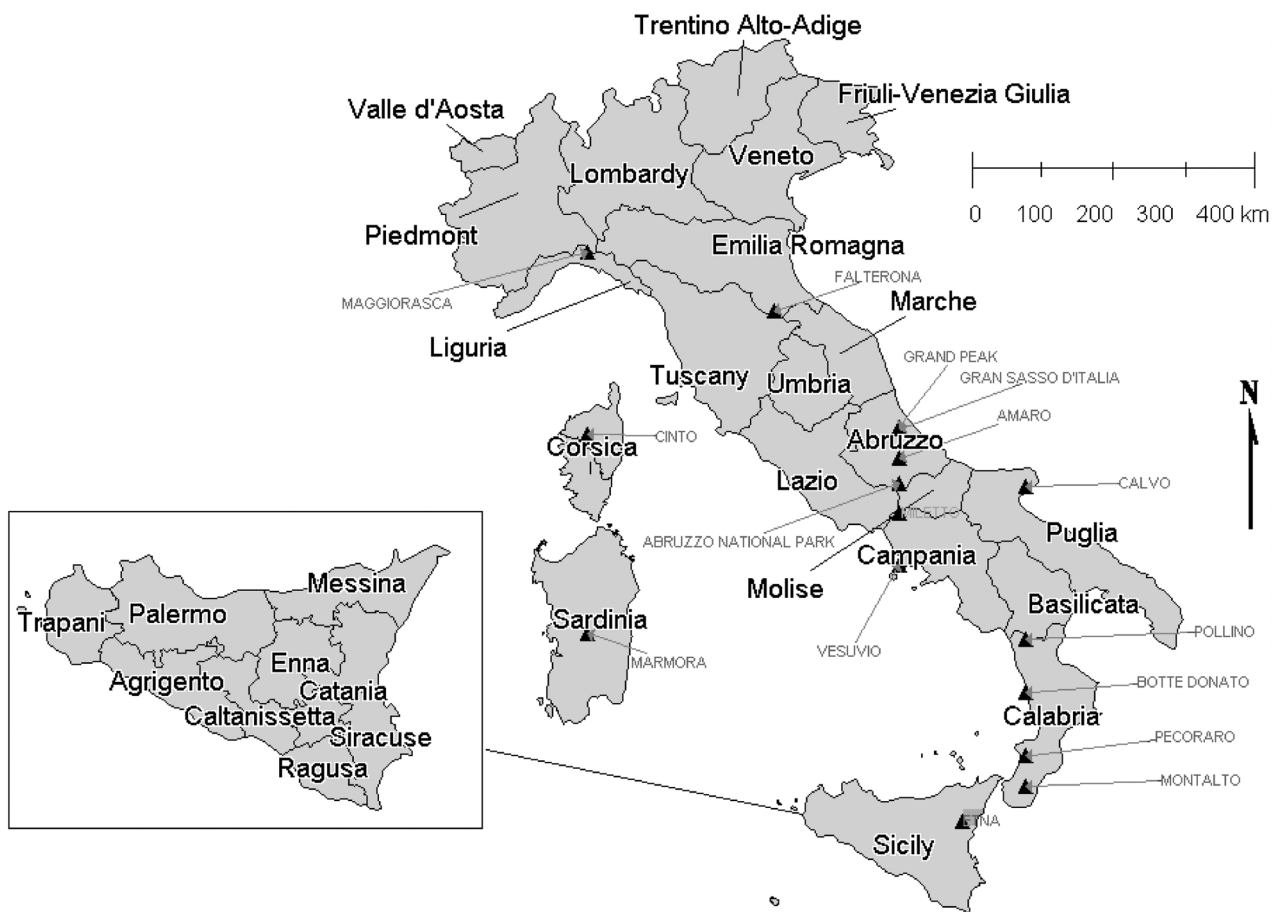 Trentino Alto-Adige
Valle d'Aosta
Friuli-Venezia Giulia
Veneto
Lombardy
0 100 200 300 400 km
Piedmont
Emilia Romagna
MAGGIORASCA
FALTERONA
Marche
Liguria
GRAND PEAK
Tuscany
Umbria
GRAN SASSO D'ITALIA
N
AMARO
CINTO
Corsica
Abruzzo
Lazio
CALVO
MILETTO
ABRUZZO NATIONAL PARK
Puglia
Campania
Molise
Messina
Basilicata
Trapani
Palermo
Sardinia
POLLINO
VESUVIO
MARMORA
Enna
Agrigento
Catania
BOTTE DONATO
Caltanissetta
Calabria
Siracuse
PECORARO
Ragusa
MONTALTO
ETNA
Sicily